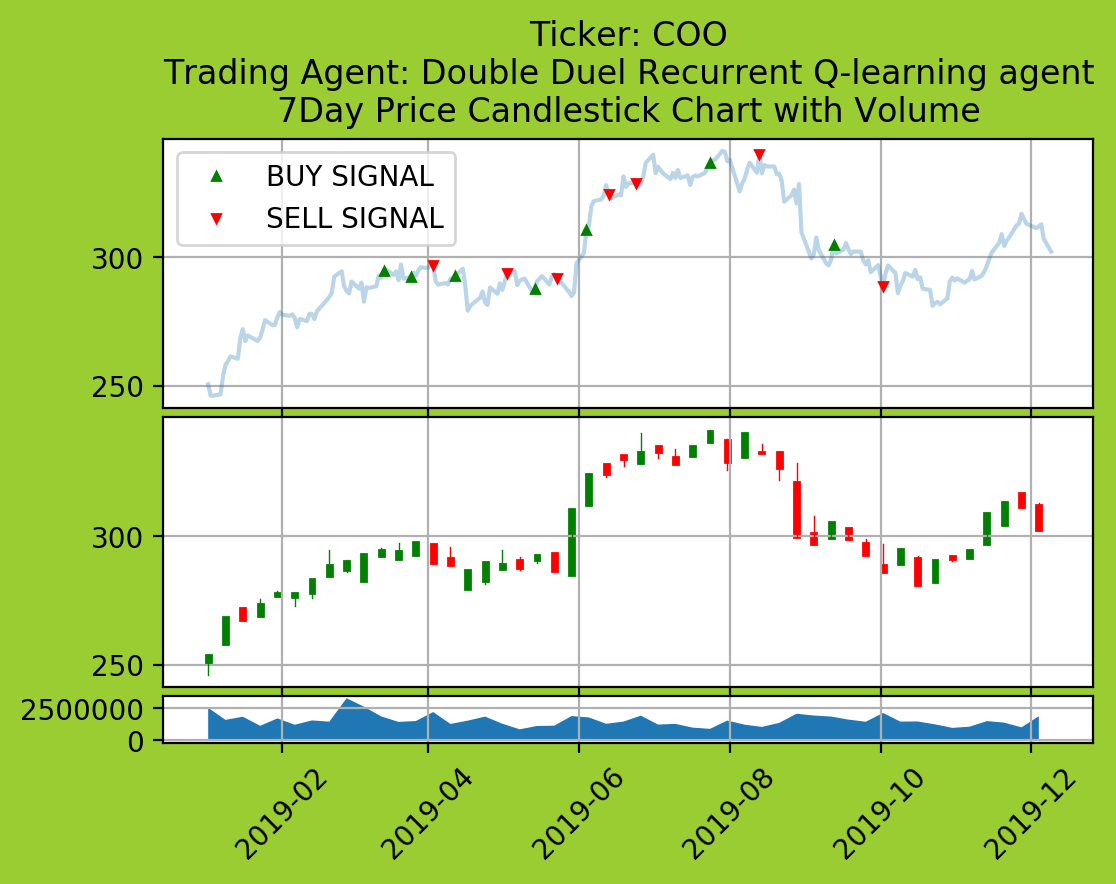 Ticker: COO
Trading Agent: Double Duel Recurrent Q-learning agent
7Day Price Candlestick Chart with Volume
BUY SIGNAL
SELL SIGNAL
300
250
300
250
2500000
0
2019-02
2019-04
2019-06
2019-08
2019-10
2019-12